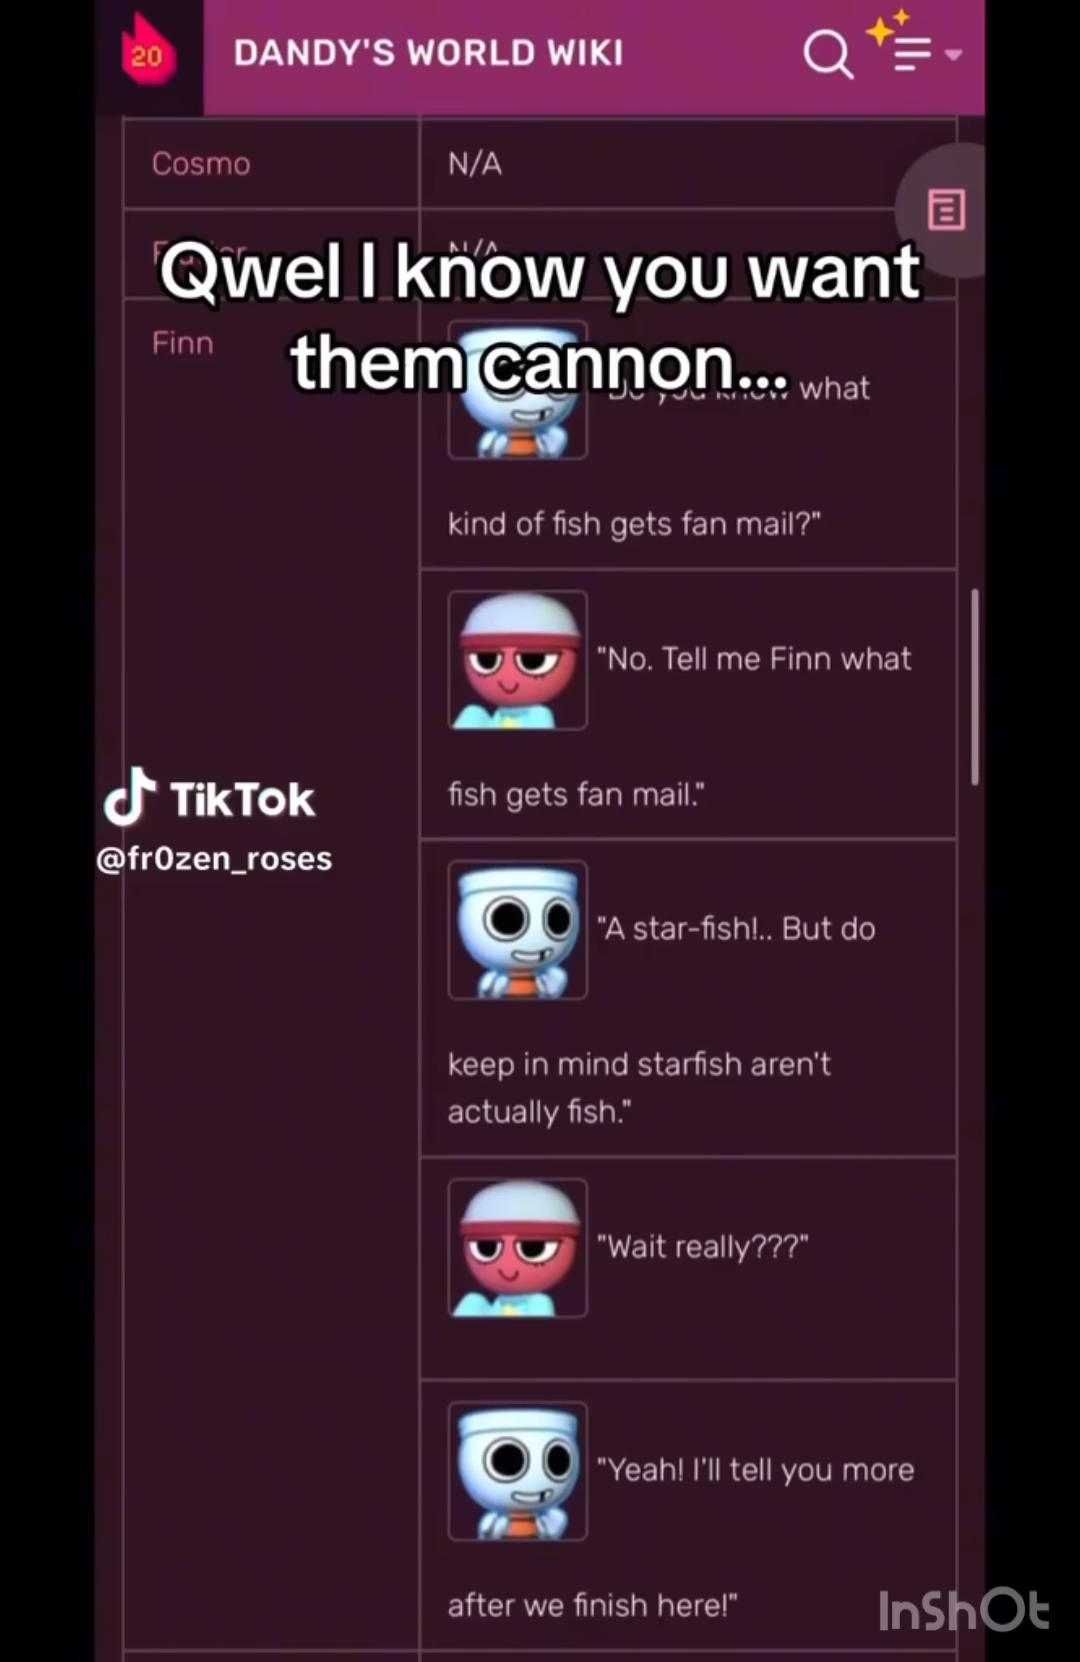 20
DANDY'S WORLD WIKI
Cosmo
N/A
N/A
Qwel I know you want
them cannon...
Finn
what
kind of fish gets fan mail?"
"No. Tell me Finn what
fish gets fan mail."
TikTok
@fr0zen_roses
"A star-fish!.. But do
keep in mind starfish aren't
actually fish."
"Wait really???"
"Yeah! I'll tell you more
after we finish here!"
InShOt